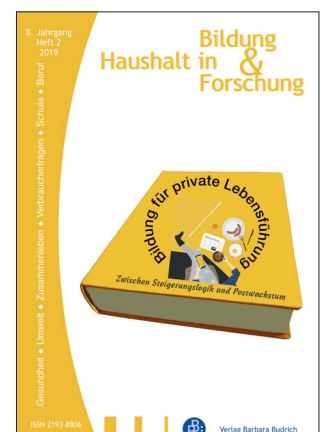 8. Jahrgang
Heft 2
2019
Bildung
Haushalt in &
Forschung
Gesundheit ♦ Umwelt ♦ Zusammenleben ♦ Verbraucherfragen ♦ Schule ♦ Beruf
Bildung für private Lebensführung
Zwischen Steigerungslogik und Postwachstum
ISSN 2193-8806
Verlag Barbara Budrich